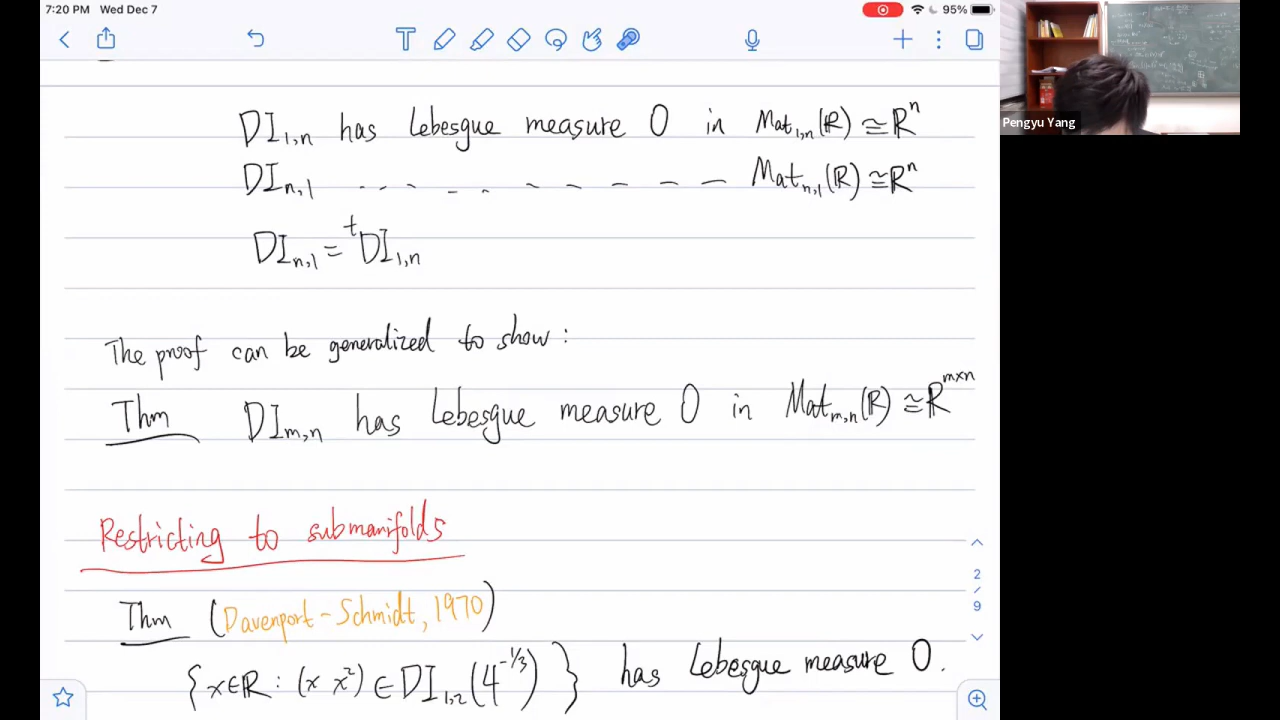 7:20 PM Wed Dec 7
95%
DI₁,ₙ has Lebesgue measure 0 in Mat₁,ₙ(ℝ) ≅ ℝⁿ
DIₙ,₁ ... - - - - - - - - Matₙ,₁(ℝ) ≅ ℝⁿ
DIₙ,₁ = ᵗDI₁,ₙ
The proof can be generalized to show :
Thm DIₘ,ₙ has Lebesgue measure 0 in Matₘ,ₙ(ℝ) ≅ ℝ^{m×n}
Restricting to submanifolds
Thm (Davenport-Schmidt, 1970)
{x∈ℝ : (x x²) ∈ DI₁,₂(4^{-1/3})} has Lebesgue measure 0.
2
/
9
Pengyu Yang